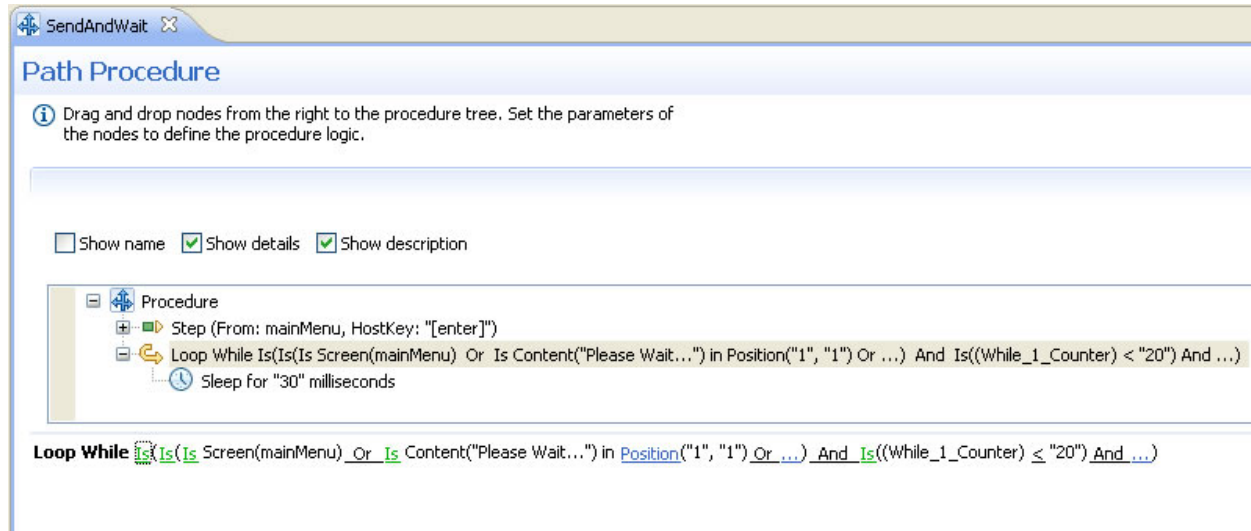 SendAndWait
Path Procedure
Drag and drop nodes from the right to the procedure tree. Set the parameters of
the nodes to define the procedure logic.
Show name Show details Show description
Procedure
Step (From: mainMenu, HostKey: "[enter]")
Loop While Is(Is(Is Screen(mainMenu) Or Is Content("Please Wait...") in Position("1", "1") Or ...) And Is((While_1_Counter) < "20") And ...)
Sleep for "30" milliseconds
Loop While Is(Is(Is Screen(mainMenu) Or Is Content("Please Wait...") in Position("1", "1") Or ...) And Is((While_1_Counter) < "20") And ...)